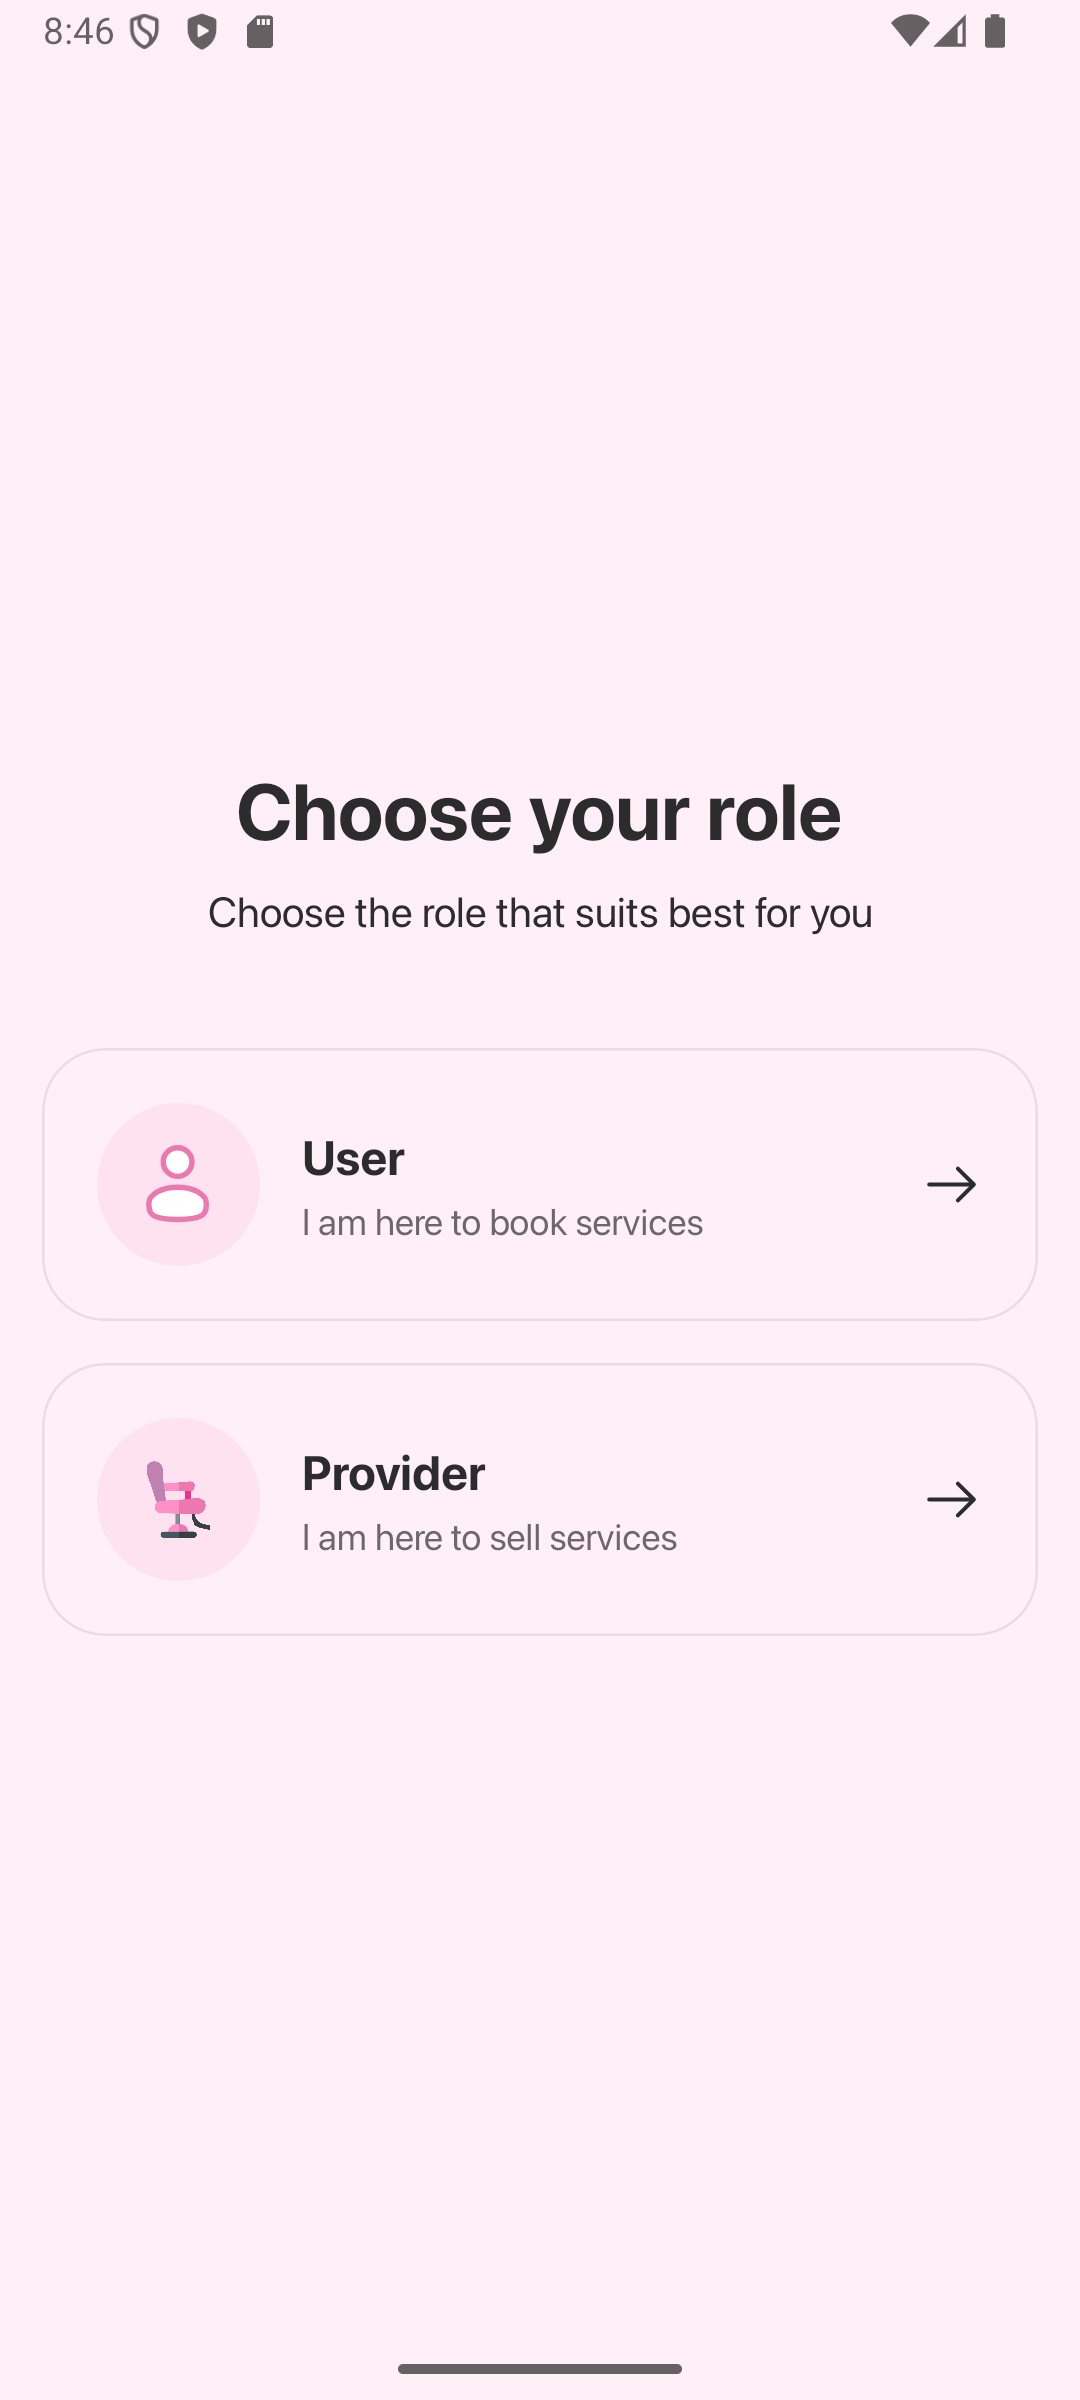 8:46
Choose your role
Choose the role that suits best for you
User
I am here to book services
Provider
I am here to sell services